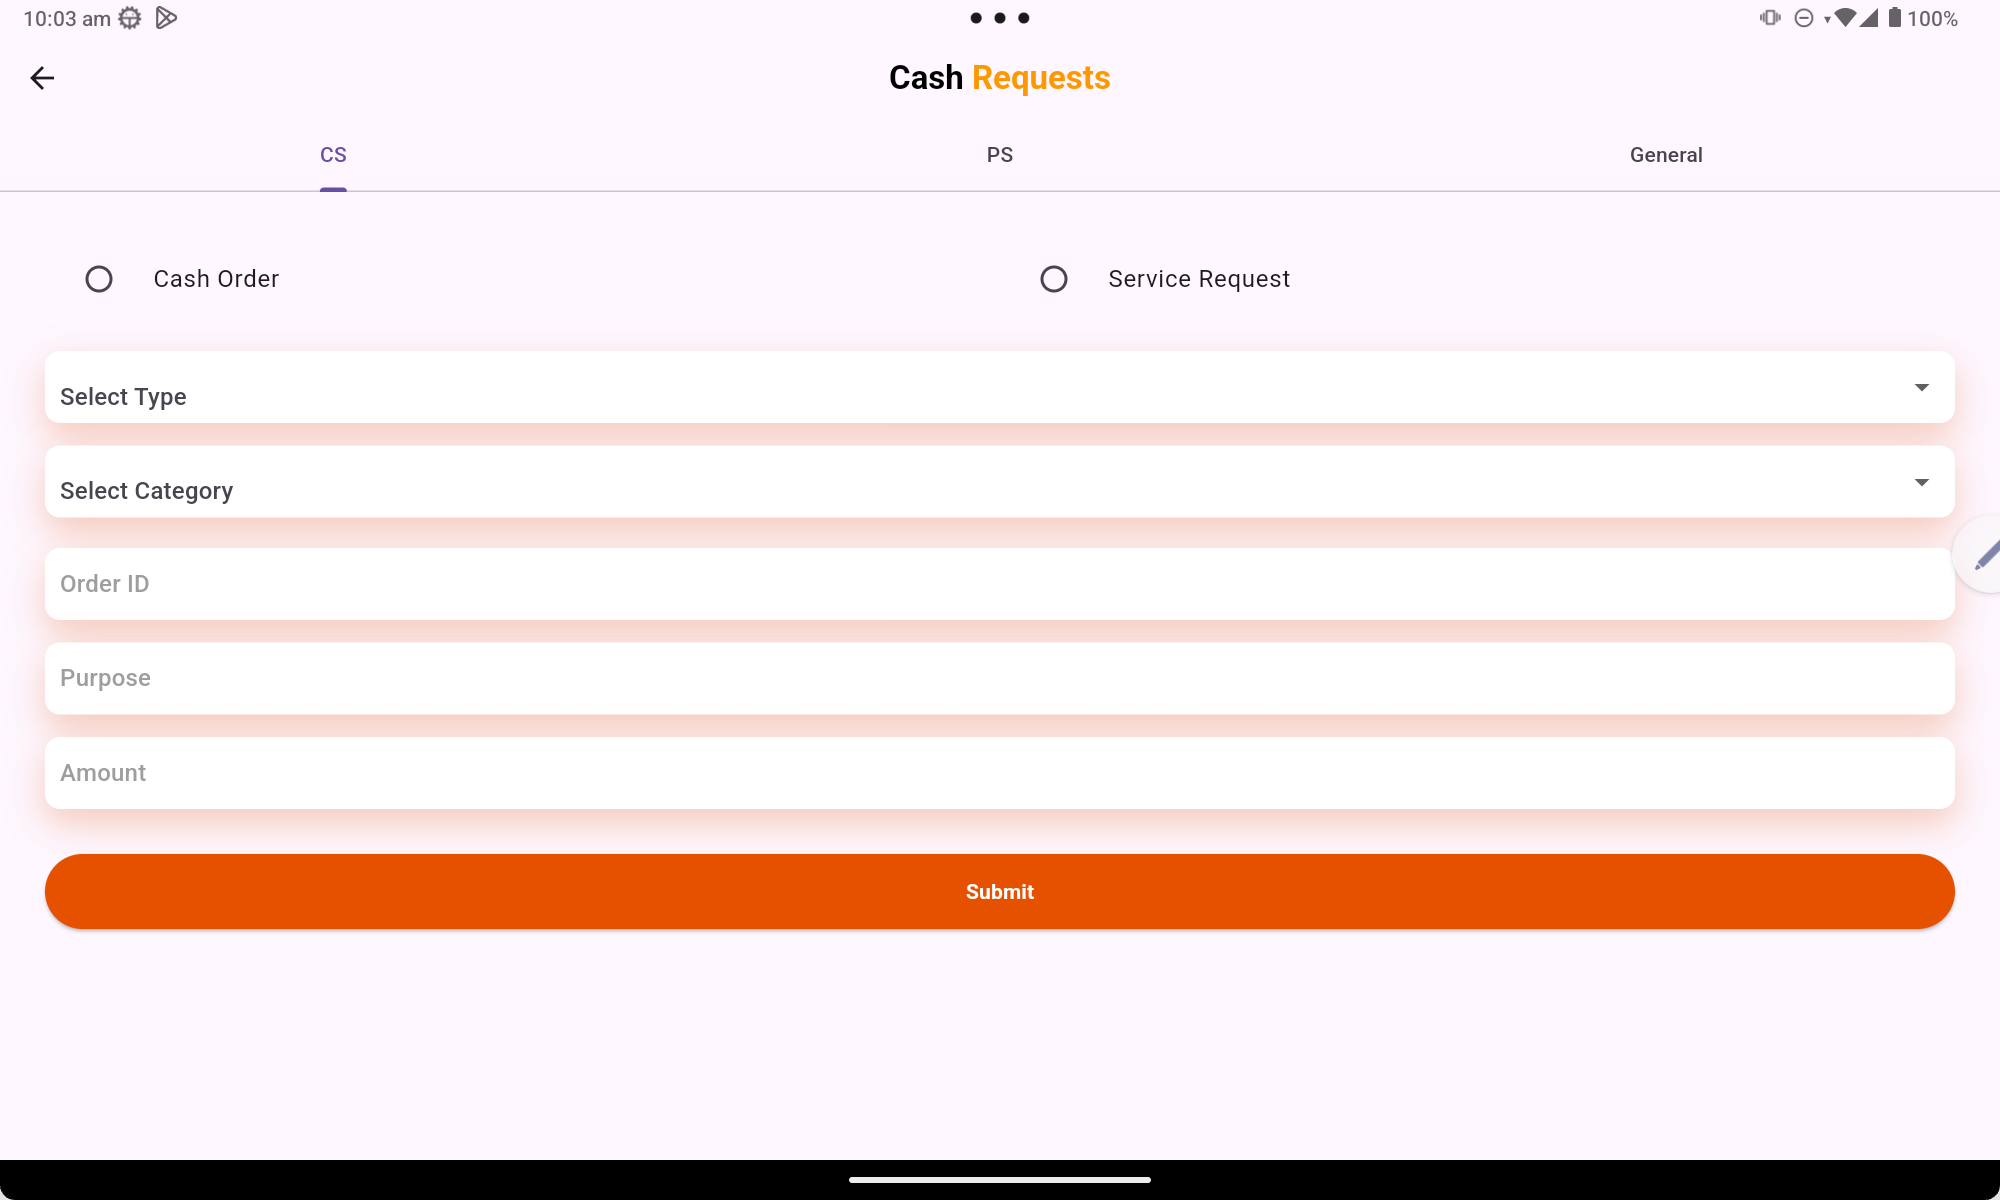 10:03 am
100%
Cash Requests
CS
PS
General
Cash Order
Service Request
Select Type
Select Category
Order ID
Purpose
Amount
Submit